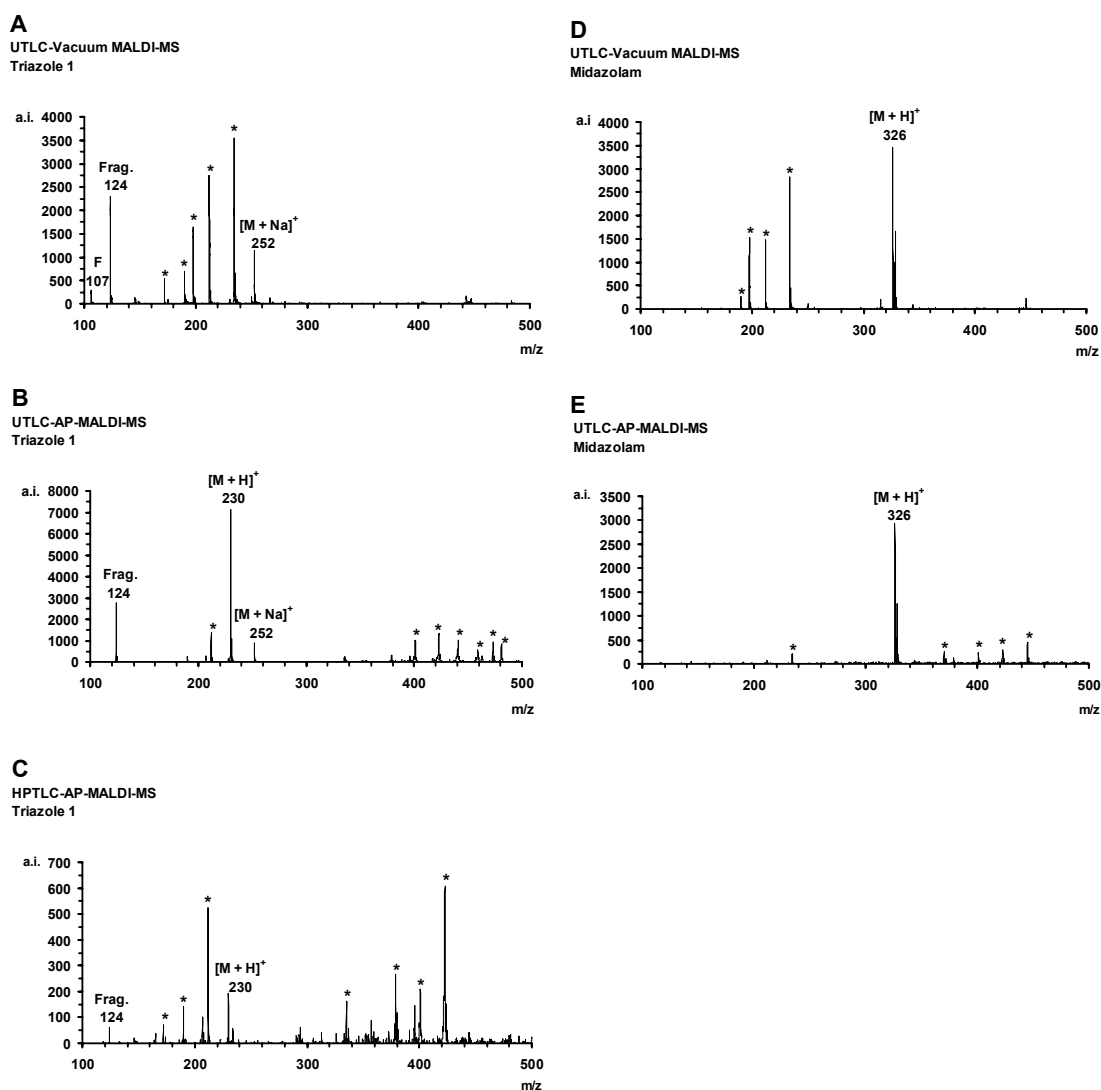 A
UTLC-Vacuum MALDI-MS
Triazole 1
a.i.
4000
3500
3000
2500
2000
1500
1000
500
0
Frag.
124
F
107
*
*
*
*
*
[M + Na]+
252
100 200 300 400 500
m/z
B
UTLC-AP-MALDI-MS
Triazole 1
a.i.
8000
7000
6000
5000
4000
3000
2000
1000
0
Frag.
124
*
[M + H]+
230
[M + Na]+
252
* * * * * *
100 200 300 400 500
m/z
C
HPTLC-AP-MALDI-MS
Triazole 1
a.i.
700
600
500
400
300
200
100
0
Frag.
124
*
*
*
[M + H]+
230
*
*
*
*
100 200 300 400 500
m/z
D
UTLC-Vacuum MALDI-MS
Midazolam
a.i
4000
3500
3000
2500
2000
1500
1000
500
0
*
*
*
*
[M + H]+
326
100 200 300 400 500
m/z
E
UTLC-AP-MALDI-MS
Midazolam
a.i.
3500
3000
2500
2000
1500
1000
500
0
*
[M + H]+
326
* * * *
100 200 300 400 500
m/z